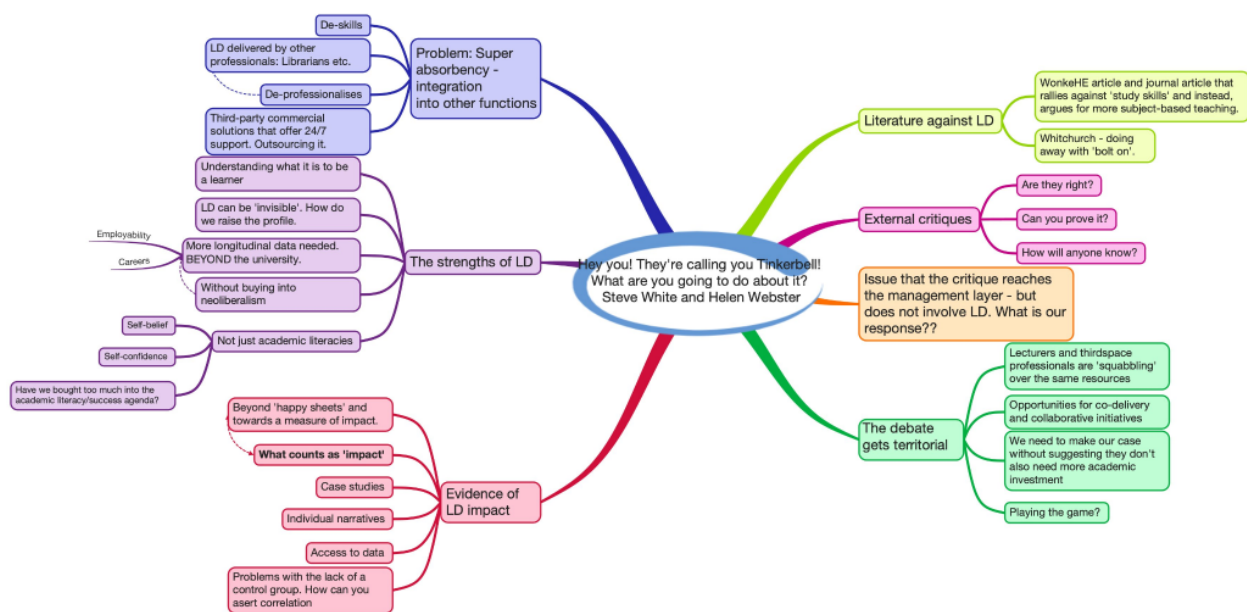 Hey you! They're calling you Tinkerbell!
What are you going to do about it?
Steve White and Helen Webster
Literature against LD
WonkeHE article and journal article that
rallies against 'study skills' and instead,
argues for more subject-based teaching.
Whitchurch - doing
away with 'bolt on'.
External critiques
Are they right?
Can you prove it?
How will anyone know?
Issue that the critique reaches
the management layer - but
does not involve LD. What is our
response??
The debate
gets territorial
Lecturers and thirdspace
professionals are 'squabbling'
over the same resources
Opportunities for co-delivery
and collaborative initiatives
We need to make our case
without suggesting they don't
also need more academic
investment
Playing the game?
Evidence of
LD impact
Beyond 'happy sheets' and
towards a measure of impact.
What counts as 'impact'
Case studies
Individual narratives
Access to data
Problems with the lack of a
control group. How can you
asert correlation
The strengths of LD
Understanding what it is to be
a learner
LD can be 'invisible'. How do
we raise the profile.
More longitudinal data needed.
BEYOND the university.
Employability
Careers
Without buying into
neoliberalism
Not just academic literacies
Self-belief
Self-confidence
Have we bought too much into the
academic literacy/success agenda?
Problem: Super
absorbency -
integration
into other functions
De-skills
LD delivered by other
professionals: Librarians etc.
De-professionalises
Third-party commercial
solutions that offer 24/7
support. Outsourcing it.